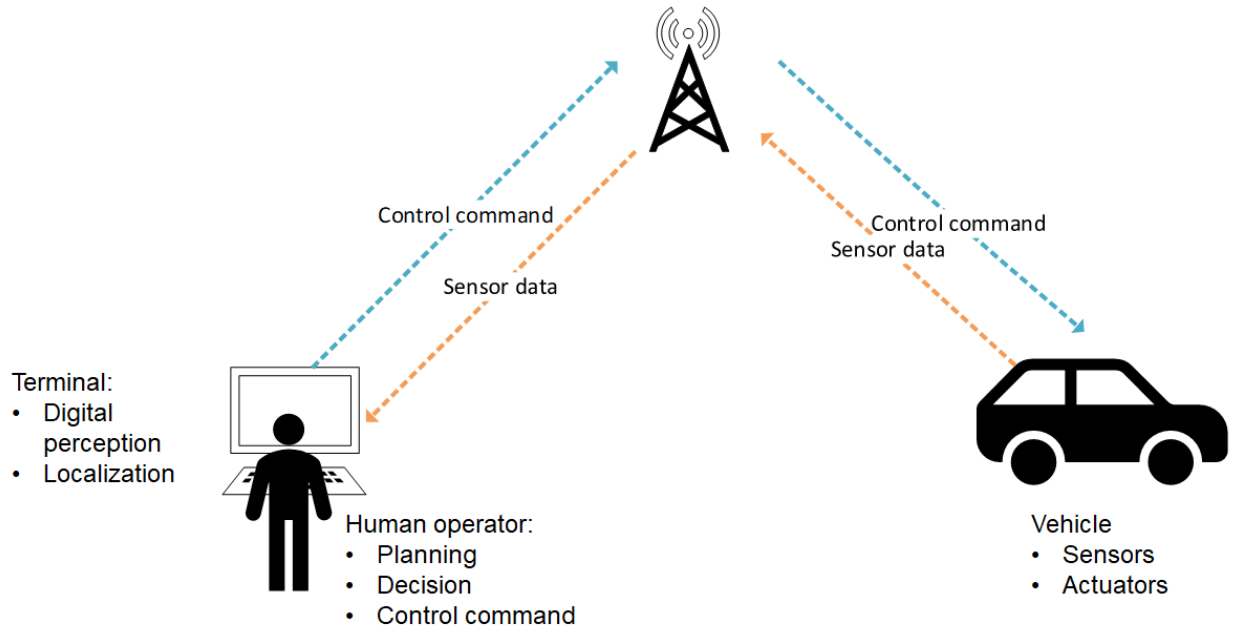 Control command
Sensor data
Control command
Sensor data
Terminal:
• Digital
perception
• Localization
Human operator:
• Planning
• Decision
• Control command
Vehicle
• Sensors
• Actuators